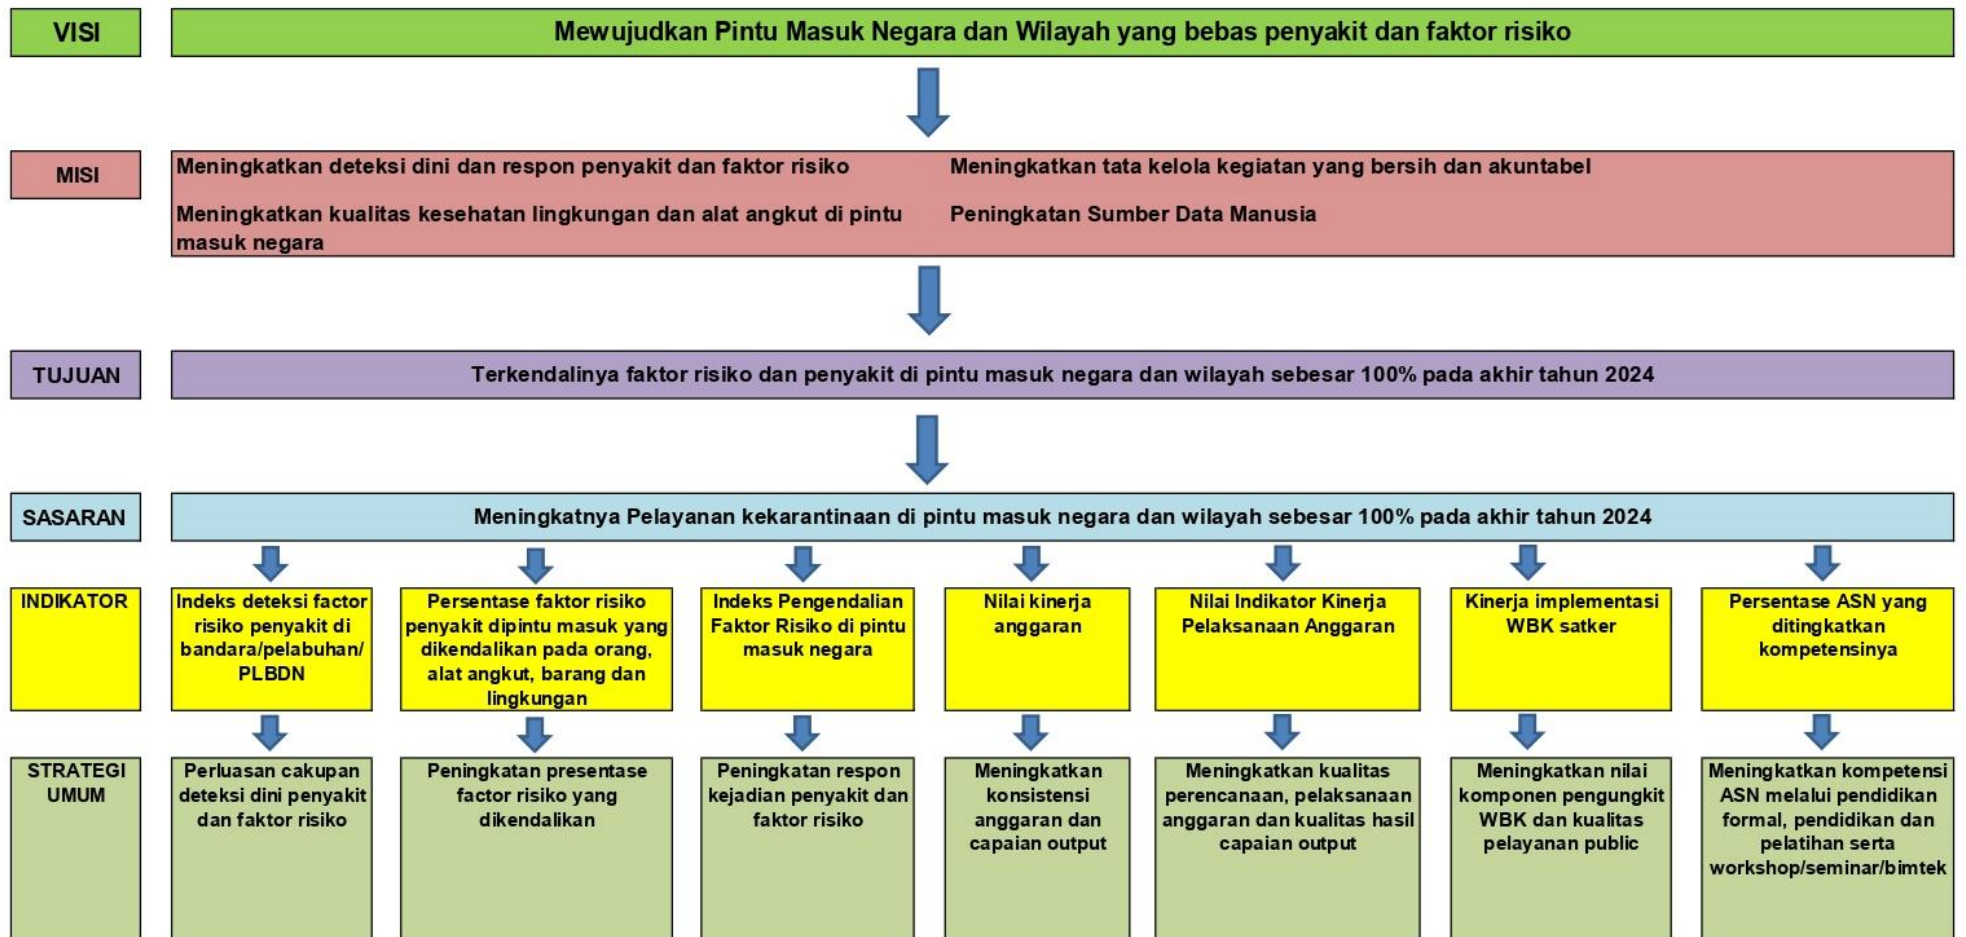 VISI
Mewujudkan Pintu Masuk Negara dan Wilayah yang bebas penyakit dan faktor risiko
MISI
Meningkatkan deteksi dini dan respon penyakit dan faktor risiko
Meningkatkan kualitas kesehatan lingkungan dan alat angkut di pintu
masuk negara
Meningkatkan tata kelola kegiatan yang bersih dan akuntabel
Peningkatan Sumber Data Manusia
TUJUAN
Terkendalinya faktor risiko dan penyakit di pintu masuk negara dan wilayah sebesar 100% pada akhir tahun 2024
SASARAN
Meningkatnya Pelayanan kekarantinaan di pintu masuk negara dan wilayah sebesar 100% pada akhir tahun 2024
INDIKATOR
Indeks deteksi factor
risiko penyakit di
bandara/pelabuhan/
PLBDN
Persentase faktor risiko
penyakit dipintu masuk yang
dikendalikan pada orang,
alat angkut, barang dan
lingkungan
Indeks Pengendalian
Faktor Risiko di pintu
masuk negara
Nilai kinerja
anggaran
Nilai Indikator Kinerja
Pelaksanaan Anggaran
Kinerja implementasi
WBK satker
Persentase ASN yang
ditingkatkan
kompetensinya
STRATEGI
UMUM
Perluasan cakupan
deteksi dini penyakit
dan faktor risiko
Peningkatan presentase
factor risiko yang
dikendalikan
Peningkatan respon
kejadian penyakit dan
faktor risiko
Meningkatkan
konsistensi
anggaran dan
capaian output
Meningkatkan kualitas
perencanaan, pelaksanaan
anggaran dan kualitas hasil
capaian output
Meningkatkan nilai
komponen pengungkit
WBK dan kualitas
pelayanan public
Meningkatkan kompetensi
ASN melalui pendidikan
formal, pendidikan dan
pelatihan serta
workshop/seminar/bimtek